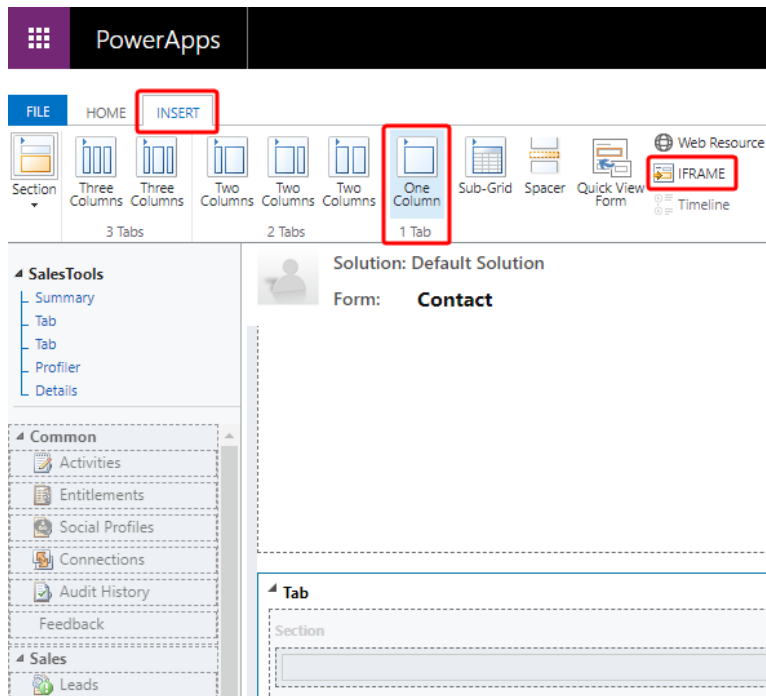 PowerApps
FILE HOME INSERT
Section
Three Columns
Three Columns
Two Columns
Two Columns
Two Columns
One Column
Sub-Grid
Spacer
Quick View Form
Web Resource
IFRAME
Timeline
3 Tabs
2 Tabs
1 Tab
SalesTools
Summary
Tab
Tab
Profiler
Details
Common
Activities
Entitlements
Social Profiles
Connections
Audit History
Feedback
Sales
Leads
Solution: Default Solution
Form: Contact
Tab
Section